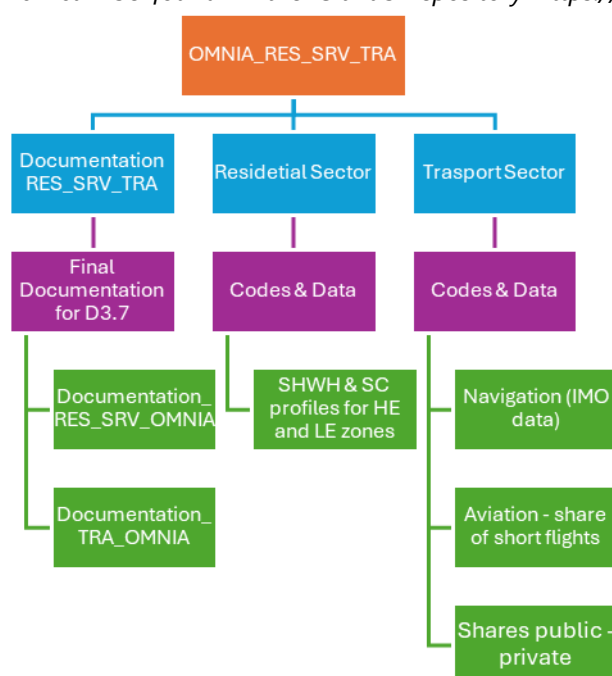 OMNIA_RES_SRV_TRA
Documentation
RES_SRV_TRA
Residetial Sector
Trasport Sector
Final
Documentation
for D3.7
Codes & Data
Codes & Data
Documentation_
RES_SRV_OMNIA
SHWH & SC
profiles for HE
and LE zones
Navigation (IMO
data)
Documentation_
TRA_OMNIA
Aviation - share
of short flights
Shares public -
private